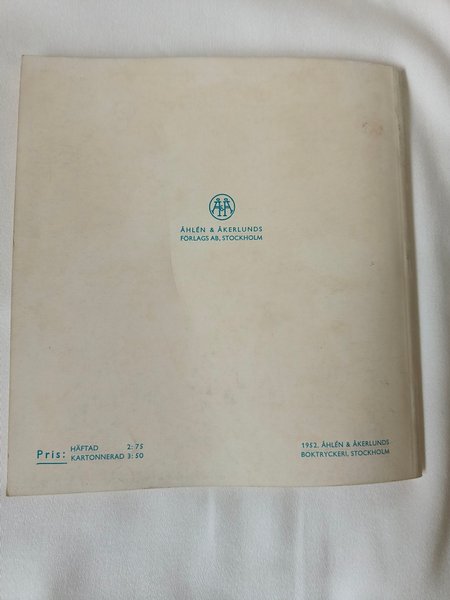 Å&Å
ÅHLÉN & ÅKERLUNDS
FÖRLAGS AB, STOCKHOLM
Pris:
HÄFTAD 2:75
KARTONNERAD 3:50
1952. ÅHLÉN & ÅKERLUNDS
BOKTRYCKERI, STOCKHOLM